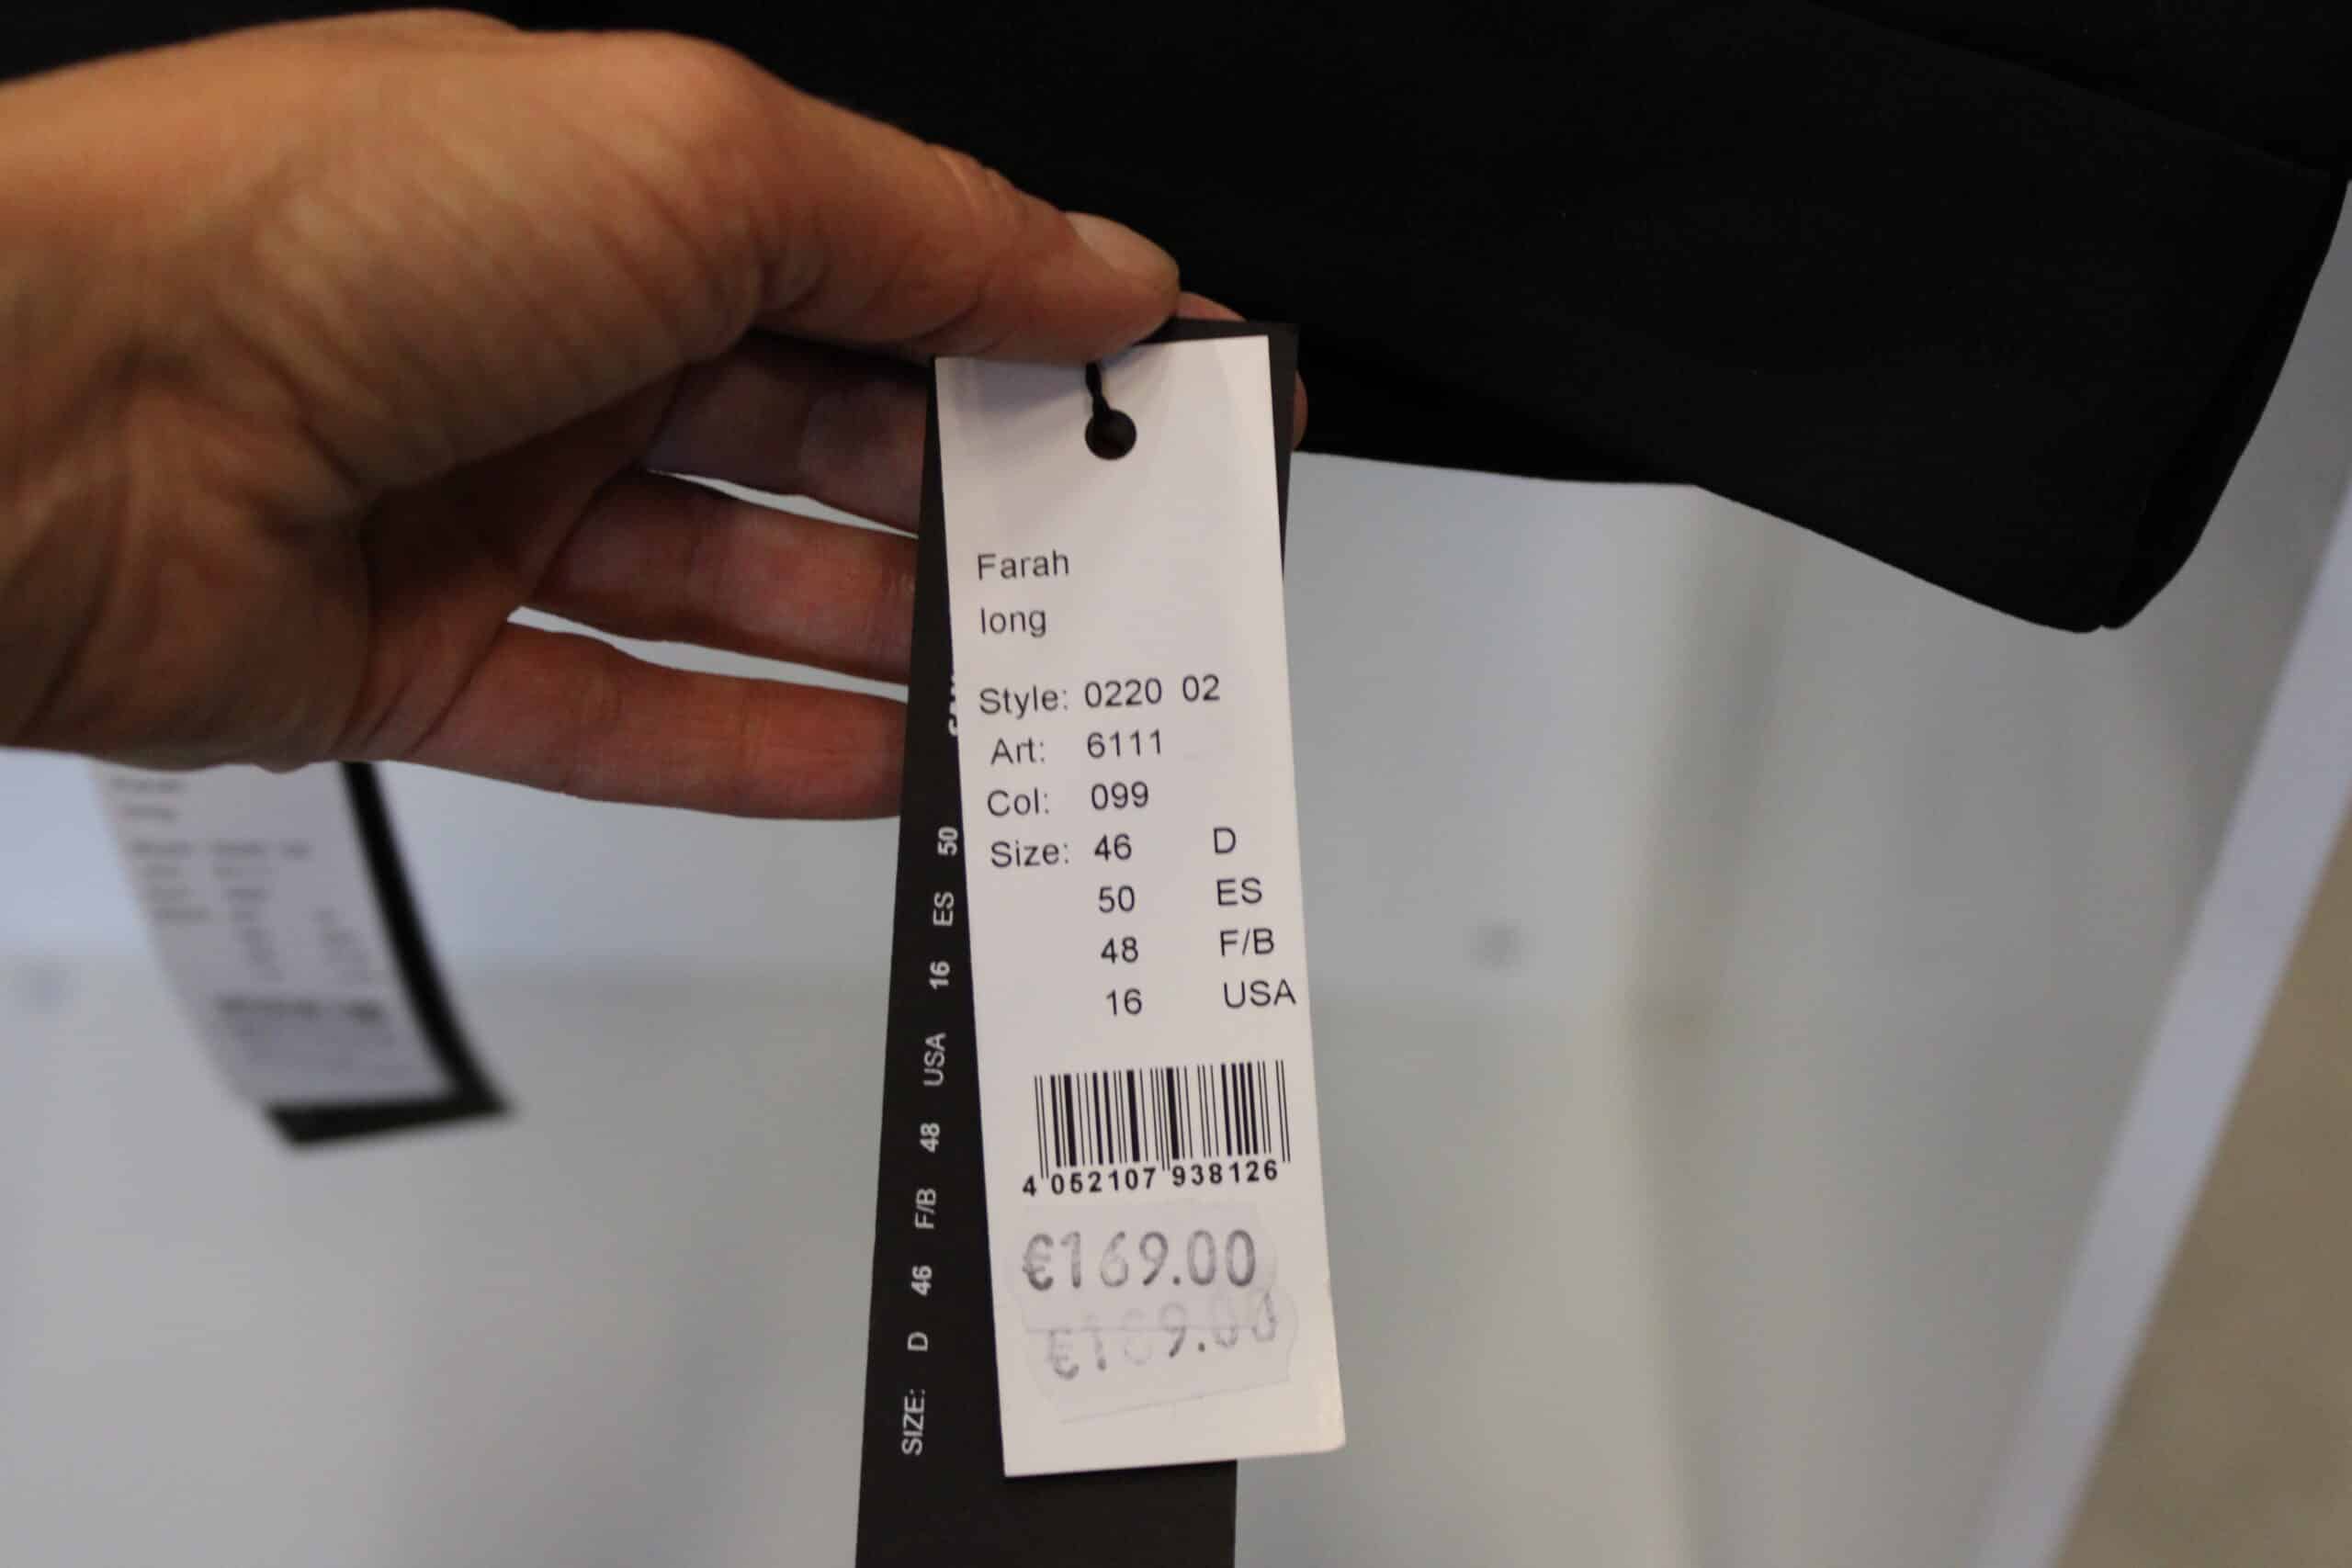 Farah
long
Style: 0220 02
Art: 6111
Col: 099
Size: 46 D
50 ES
48 F/B
16 USA
4 052107 938126
€169.00
SIZE: D 46 F/B 48 USA 16 ES 50